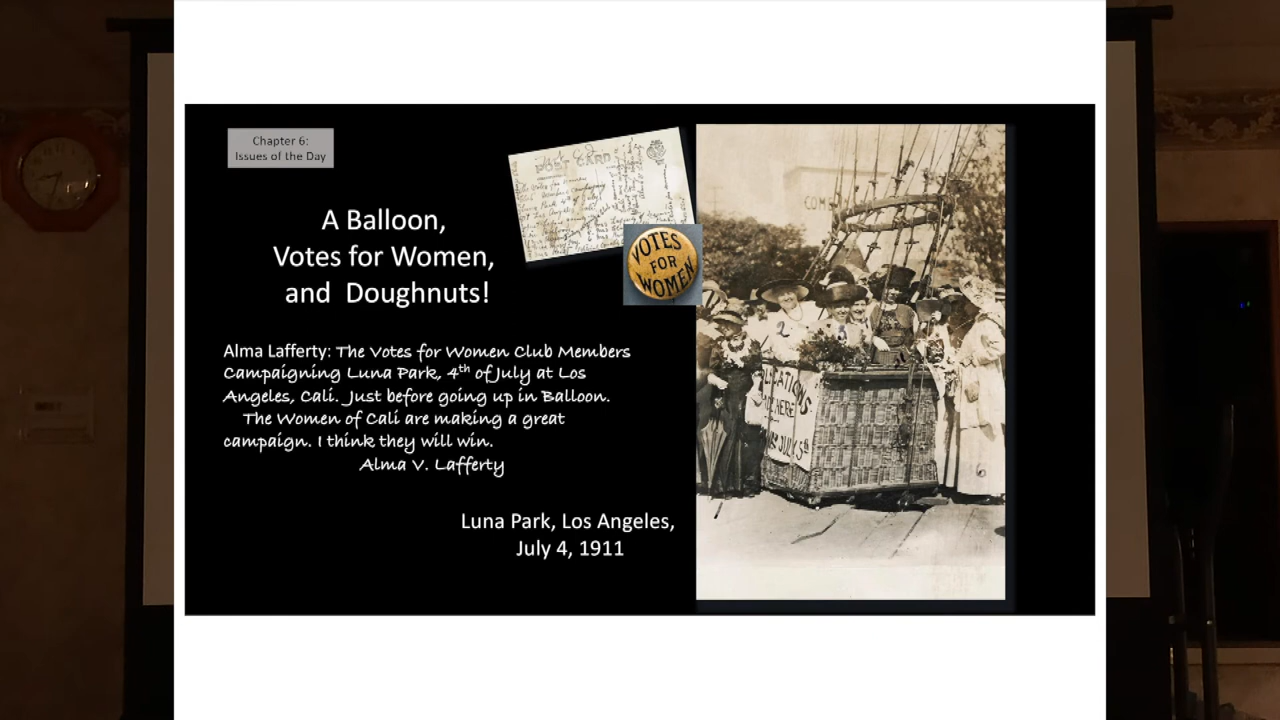 Chapter 6:
Issues of the Day
A Balloon,
Votes for Women,
and Doughnuts!
POST CARD
VOTES
FOR
WOMEN
Alma Lafferty: The Votes for Women Club Members
Campaigning Luna Park, 4th of July at Los
Angeles, Cali. Just before going up in Balloon.
The Women of Cali are making a great
campaign. I think they will win.
Alma V. Lafferty
Luna Park, Los Angeles,
July 4, 1911
HERE
JULY 5th